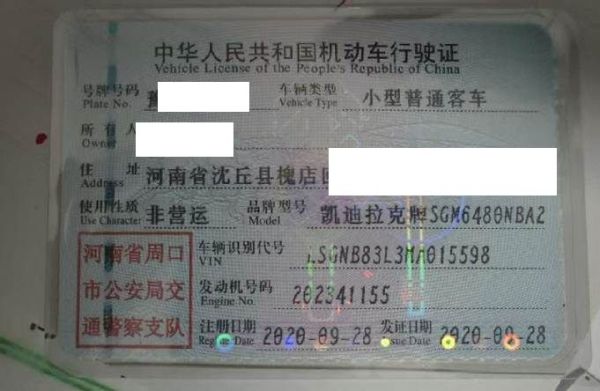 中华人民共和国机动车行驶证
Vehicle License of the People's Republic of China
号牌号码 豫 车辆类型 小型普通客车
Plate No. Vehicle Type
所有人
Owner
住址 河南省沈丘县槐店
Address
使用性质 非营运 品牌型号 凯迪拉克牌SGM6480NBA2
Use Character Model
河南省周口
市公安局交
通警察支队
车辆识别代号 LSGNB83L3MA015598
VIN
发动机号码 202341155
Engine No.
注册日期 2020-09-28 发证日期 2020-09-28
Register Date Issue Date